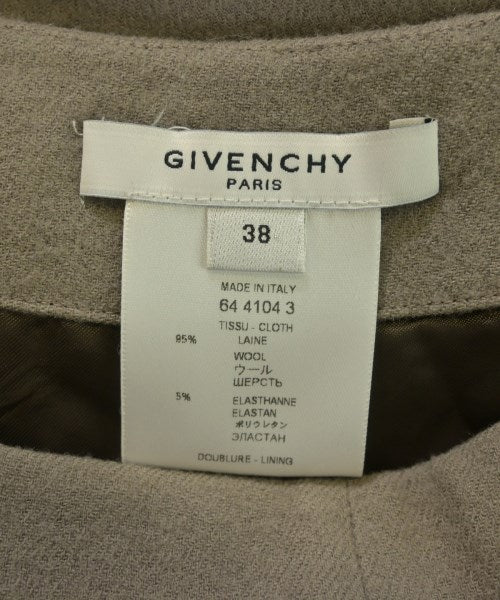 GIVENCHY
PARIS
38
MADE IN ITALY
64 4104 3
TISSU - CLOTH
95% LAINE
WOOL
ウール
ШЕРСТЬ
5% ELASTHANNE
ELASTAN
ポリウレタン
ЭЛАСТАН
DOUBLURE - LINING